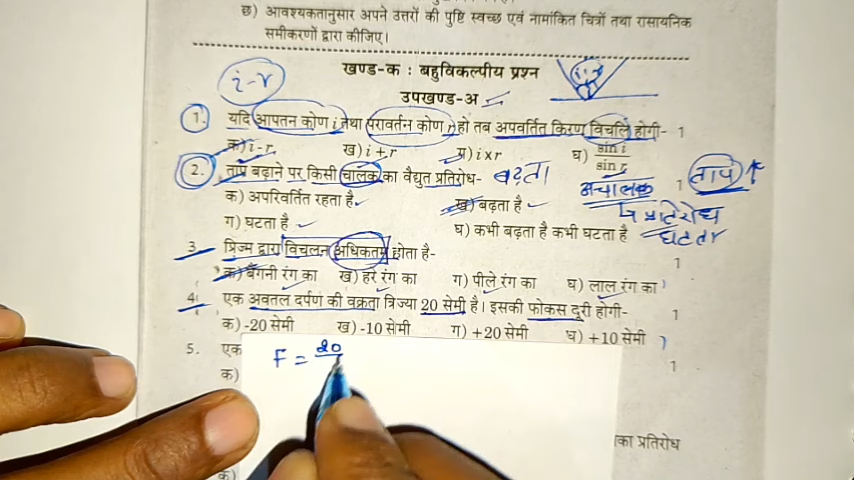 छ) आवश्यकतानुसार अपने उत्तरों की पुष्टि स्वच्छ एवं नामांकित चित्रों तथा रासायनिक
समीकरणों द्वारा कीजिए।
खण्ड-क : बहुविकल्पीय प्रश्न
i-r
उपखण्ड-अ
1. यदि आपतन कोण i तथा परावर्तन कोण r हो तब अपवर्तित किरण विचलित होगी- 1
क) i-r ख) i+r ग) i x r घ) sin i / sin r
2. ताप बढ़ाने पर किसी चालक का वैद्युत प्रतिरोध- बढ़ता 1
ताप ↑
अचालक
↳ प्रतिरोध
घटता
क) अपरिवर्तित रहता है ख) बढ़ता है
ग) घटता है घ) कभी बढ़ता है कभी घटता है
3 प्रिज्म द्वारा विचलन अधिकतम होता है- 1
क) बैंगनी रंग का ख) हरे रंग का ग) पीले रंग का घ) लाल रंग का
4 एक अवतल दर्पण की वक्रता त्रिज्या 20 सेमी है। इसकी फोकस दूरी होगी- 1
क) -20 सेमी ख) -10 सेमी ग) +20 सेमी घ) +10 सेमी
5. एक 1
F = 20
क)
का प्रतिरोध
क)